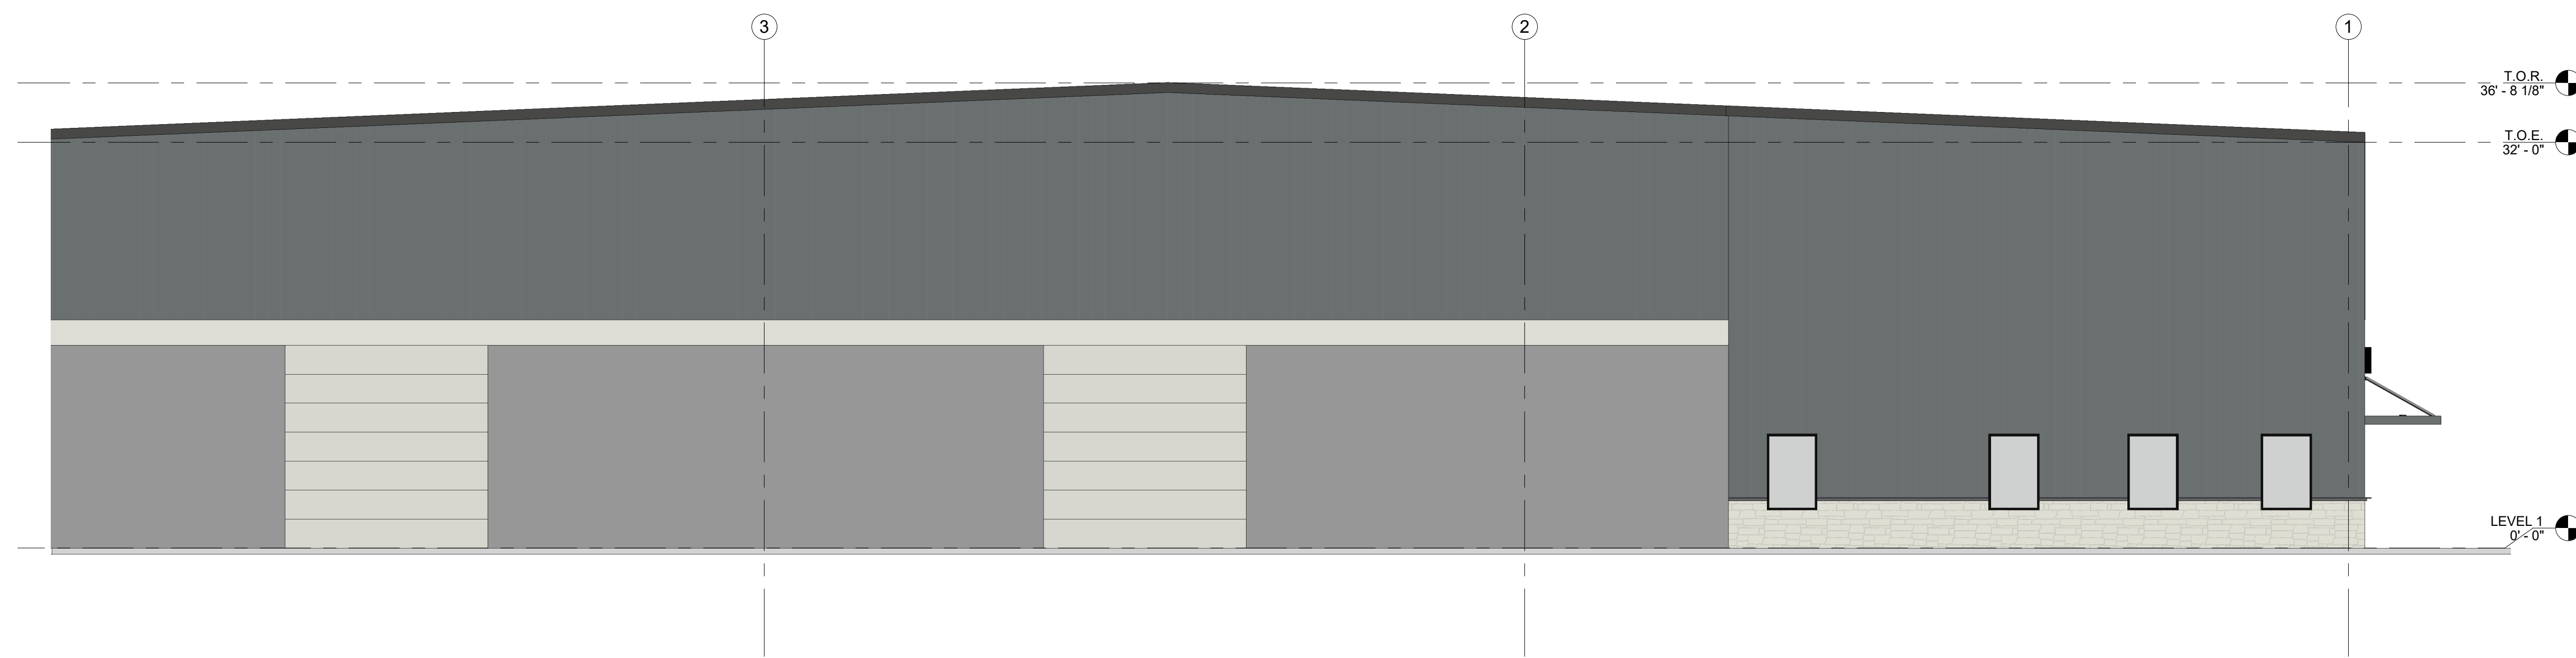 3
2
1
T.O.R.
36' - 8 1/8"
T.O.E.
32' - 0"
LEVEL 1
0' - 0"